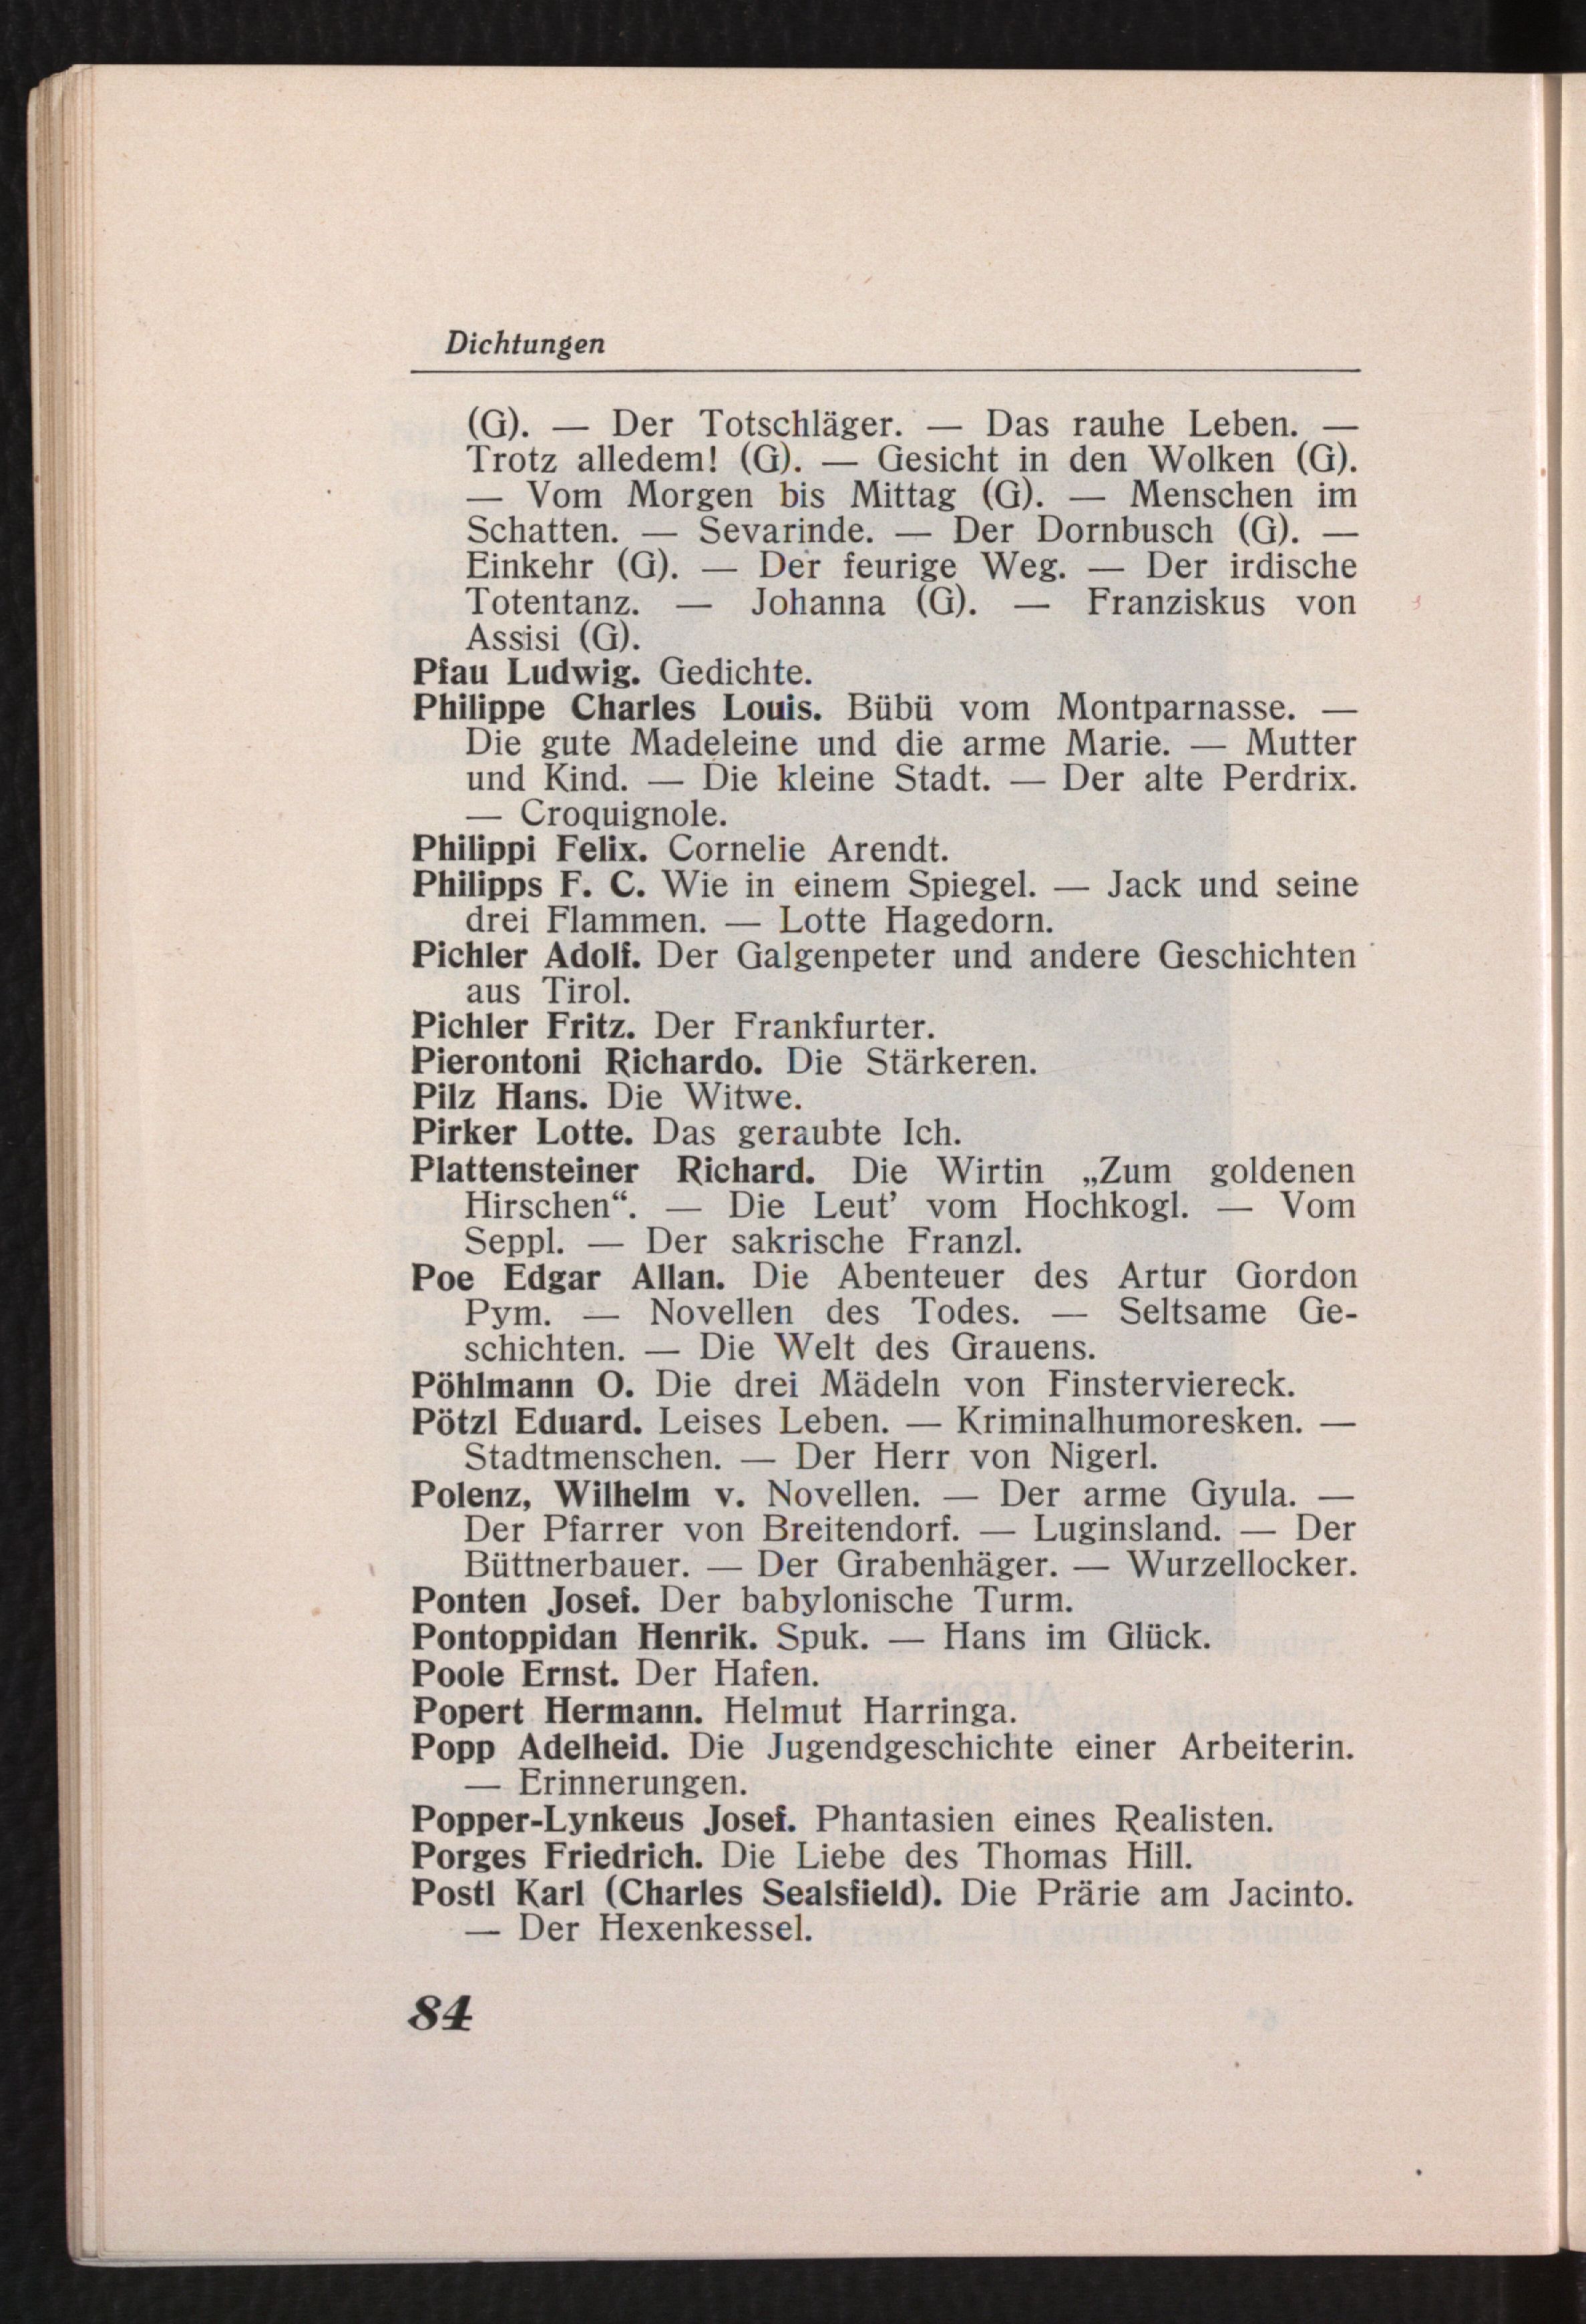 Dichtungen
(G). — Der Totschläger. — Das rauhe Leben. —
Trotz alledem! (G). — Gesicht in den Wolken (G).
— Vom Morgen bis Mittag (G). — Menschen im
Schatten. — Sevarinde. — Der Dornbusch (G). —
Einkehr (G). — Der feurige Weg. — Der irdische
Totentanz. — Johanna (G). — Franziskus von
Assisi (G).
Pfau Ludwig. Gedichte.
Philippe Charles Louis. Bübü vom Montparnasse. —
Die gute Madeleine und die arme Marie. — Mutter
und Kind. — Die kleine Stadt. — Der alte Perdrix.
— Croquignole.
Philippi Felix. Cornelie Arendt.
Philipps F. C. Wie in einem Spiegel. — Jack und seine
drei Flammen. — Lotte Hagedorn.
Pichler Adolf. Der Galgenpeter und andere Geschichten
aus Tirol.
Pichler Fritz. Der Frankfurter.
Pierontoni Richardo. Die Stärkeren.
Pilz Hans. Die Witwe.
Pirker Lotte. Das geraubte Ich.
Plattensteiner Richard. Die Wirtin „Zum goldenen
Hirschen“. — Die Leut’ vom Hochkogl. — Vom
Seppl. — Der sakrische Franzl.
Poe Edgar Allan. Die Abenteuer des Artur Gordon
Pym. — Novellen des Todes. — Seltsame Ge-
schichten. — Die Welt des Grauens.
Pöhlmann O. Die drei Mädeln von Finsterviereck.
Pötzl Eduard. Leises Leben. — Kriminalhumoresken. —
Stadtmenschen. — Der Herr von Nigerl.
Polenz, Wilhelm v. Novellen. — Der arme Gyula. —
Der Pfarrer von Breitendorf. — Luginsland. — Der
Büttnerbauer. — Der Grabenhäger. — Wurzellocker.
Ponten Josef. Der babylonische Turm.
Pontoppidan Henrik. Spuk. — Hans im Glück.
Poole Ernst. Der Hafen.
Popert Hermann. Helmut Harringa.
Popp Adelheid. Die Jugendgeschichte einer Arbeiterin.
— Erinnerungen.
Popper-Lynkeus Josef. Phantasien eines Realisten.
Porges Friedrich. Die Liebe des Thomas Hill.
Postl Karl (Charles Sealsfield). Die Prärie am Jacinto.
— Der Hexenkessel.
84